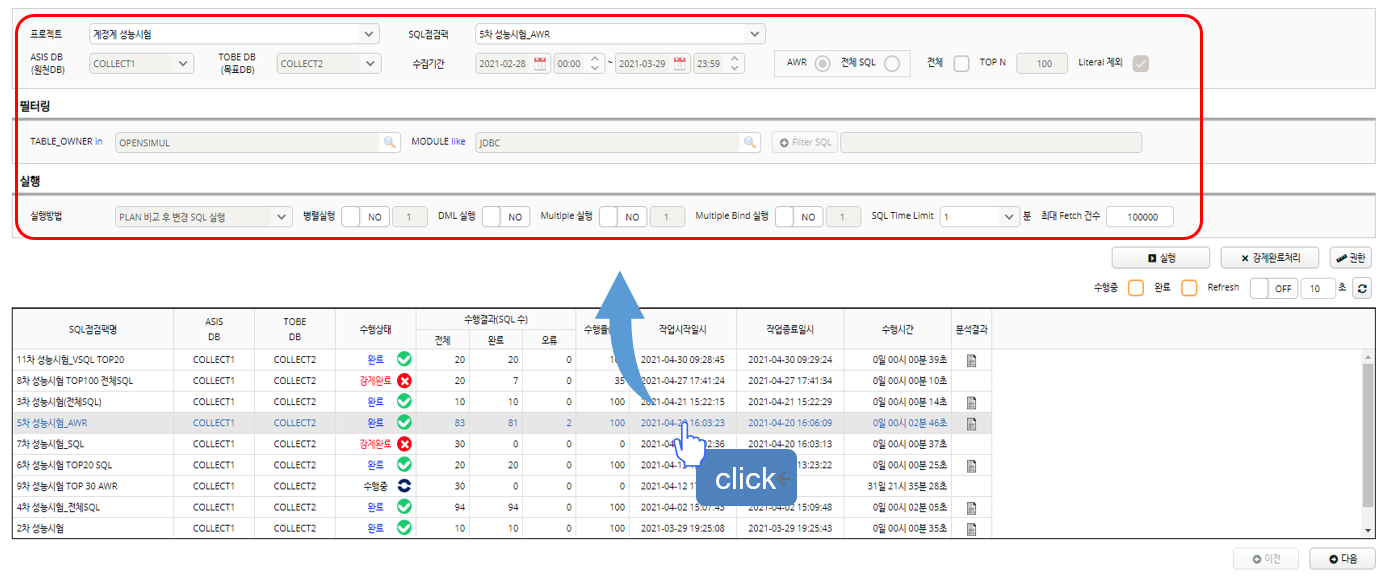 프로젝트 계정계 성능시험 SQL점검팩 5차 성능시험_AWR
ASIS DB (원천DB) COLLECT1 TOBE DB (목표DB) COLLECT2 수집기간 2021-02-28 00:00 ~ 2021-03-29 23:59 AWR 전체 SQL 전체 TOP N 100 Literal 제외
필터링
TABLE_OWNER in OPENSIMUL MODULE like JDBC Filter SQL
실행
실행방법 PLAN 비교 후 변경 SQL 실행 병렬실행 NO 1 DML 실행 NO Multiple 실행 NO 1 Multiple Bind 실행 NO 1 SQL Time Limit 1 분 최대 Fetch 건수 100000
실행 강제완료처리 권한
수행중 완료 Refresh OFF 10 초
SQL점검팩명 ASIS DB TOBE DB 수행상태 수행결과(SQL 수) 작업시작일시 작업종료일시 수행시간 분석결과
전체 완료 오류
11차 성능시험_VSQL TOP20 COLLECT1 COLLECT2 완료 20 20 0 2021-04-30 09:28:45 2021-04-30 09:29:24 0일 00시 00분 39초
8차 성능시험 TOP100 전체SQL COLLECT1 COLLECT2 강제완료 20 7 0 35 2021-04-27 17:41:24 2021-04-27 17:41:34 0일 00시 00분 10초
3차 성능시험(전체SQL) COLLECT1 COLLECT2 완료 10 10 0 100 2021-04-21 15:22:15 2021-04-21 15:22:29 0일 00시 00분 14초
5차 성능시험_AWR COLLECT1 COLLECT2 완료 83 81 2 100 2021-04-20 16:03:23 2021-04-20 16:06:09 0일 00시 02분 46초
7차 성능시험_SQL COLLECT1 COLLECT2 강제완료 30 0 0 0 2021-04-20 16:03:13 0일 00시 00분 37초
6차 성능시험 TOP20 SQL COLLECT1 COLLECT2 완료 20 20 0 100 13:23:22 0일 00시 00분 25초
9차 성능시험 TOP 30 AWR COLLECT1 COLLECT2 수행중 30 0 0 0 2021-04-12 31일 21시 35분 28초
4차 성능시험_전체SQL COLLECT1 COLLECT2 완료 94 94 0 100 2021-04-02 15:07:43 2021-04-02 15:09:48 0일 00시 02분 05초
2차 성능시험 COLLECT1 COLLECT2 완료 10 10 0 100 2021-03-29 19:25:08 2021-03-29 19:25:43 0일 00시 00분 35초
click
이전 다음